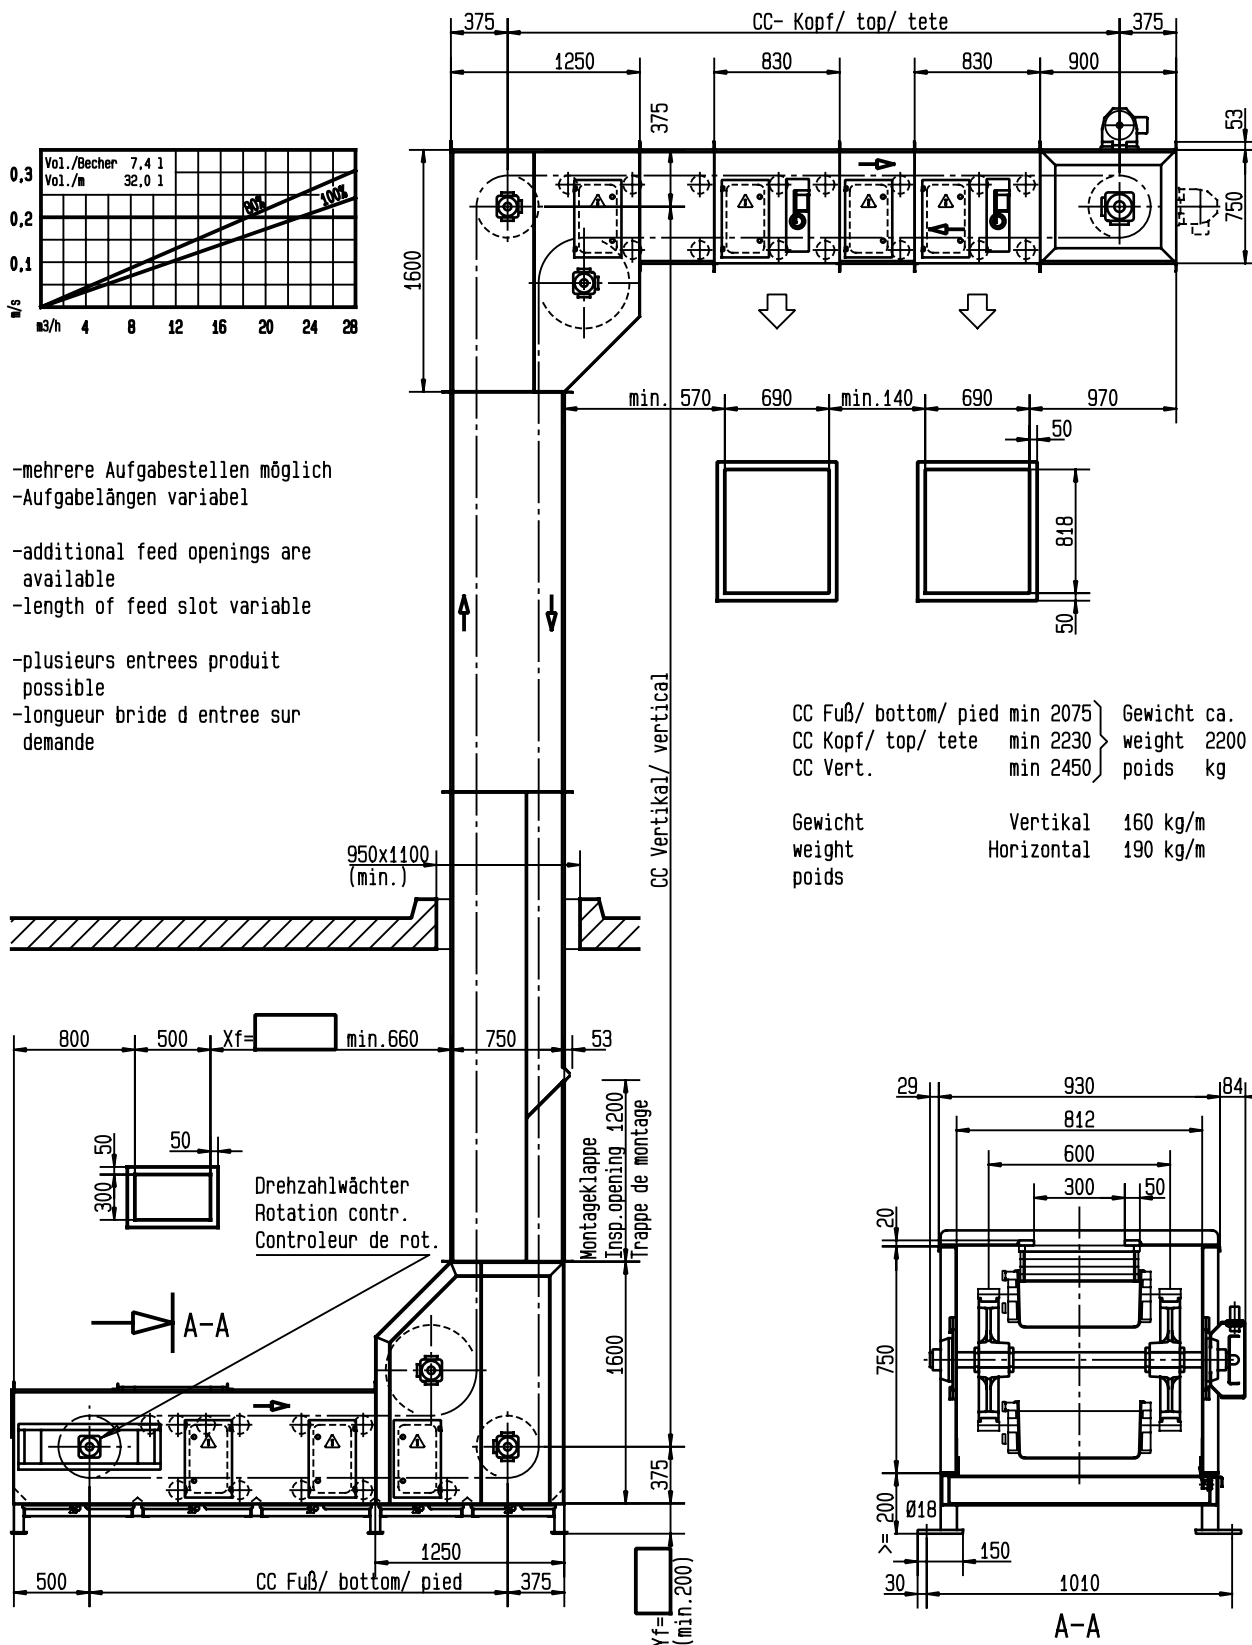 375
CC- Kopf/ top/ tete
375
1250
830
830
900
375
53
750
1600
Vol./Becher 7,4 l
Vol./m 32,0 l
0,3
0,2
0,1
m/s
80%
100%
m3/h 4 8 12 16 20 24 28
min. 570
690
min.140
690
970
50
818
50
-mehrere Aufgabestellen möglich
-Aufgabelängen variabel
-additional feed openings are
available
-length of feed slot variable
-plusieurs entrees produit
possible
-longueur bride d entree sur
demande
CC Vertikal/ vertical
CC Fuß/ bottom/ pied min 2075 Gewicht ca.
CC Kopf/ top/ tete min 2230 weight 2200
CC Vert. min 2450 poids kg
Gewicht Vertikal 160 kg/m
weight Horizontal 190 kg/m
poids
950x1100
(min.)
800
500
Xf=
min.660
750
53
50
50
300
Drehzahlwächter
Rotation contr.
Controleur de rot.
Montageklappe
Insp.opening 1200
Trappe de montage
A-A
1600
375
1250
500
CC Fuß/ bottom/ pied
375
Yf=
(min.200)
29
930
84
812
600
300
50
20
750
>=200
Ø18
150
30
1010
A-A